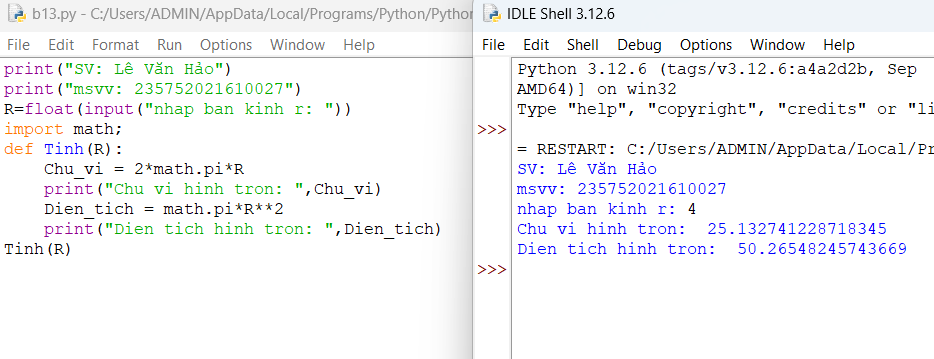 b13.py - C:/Users/ADMIN/AppData/Local/Programs/Python/Python
File Edit Format Run Options Window Help
print("SV: Lê Văn Hảo")
print("msvv: 235752021610027")
R=float(input("nhap ban kinh r: "))
import math;
def Tinh(R):
    Chu_vi = 2*math.pi*R
    print("Chu vi hinh tron: ",Chu_vi)
    Dien_tich = math.pi*R**2
    print("Dien tich hinh tron: ",Dien_tich)
Tinh(R)
IDLE Shell 3.12.6
File Edit Shell Debug Options Window Help
Python 3.12.6 (tags/v3.12.6:a4a2d2b, Sep
AMD64)] on win32
Type "help", "copyright", "credits" or "li
>>>
= RESTART: C:/Users/ADMIN/AppData/Local/Pr
SV: Lê Văn Hảo
msvv: 235752021610027
nhap ban kinh r: 4
Chu vi hinh tron:  25.132741228718345
Dien tich hinh tron:  50.26548245743669
>>>